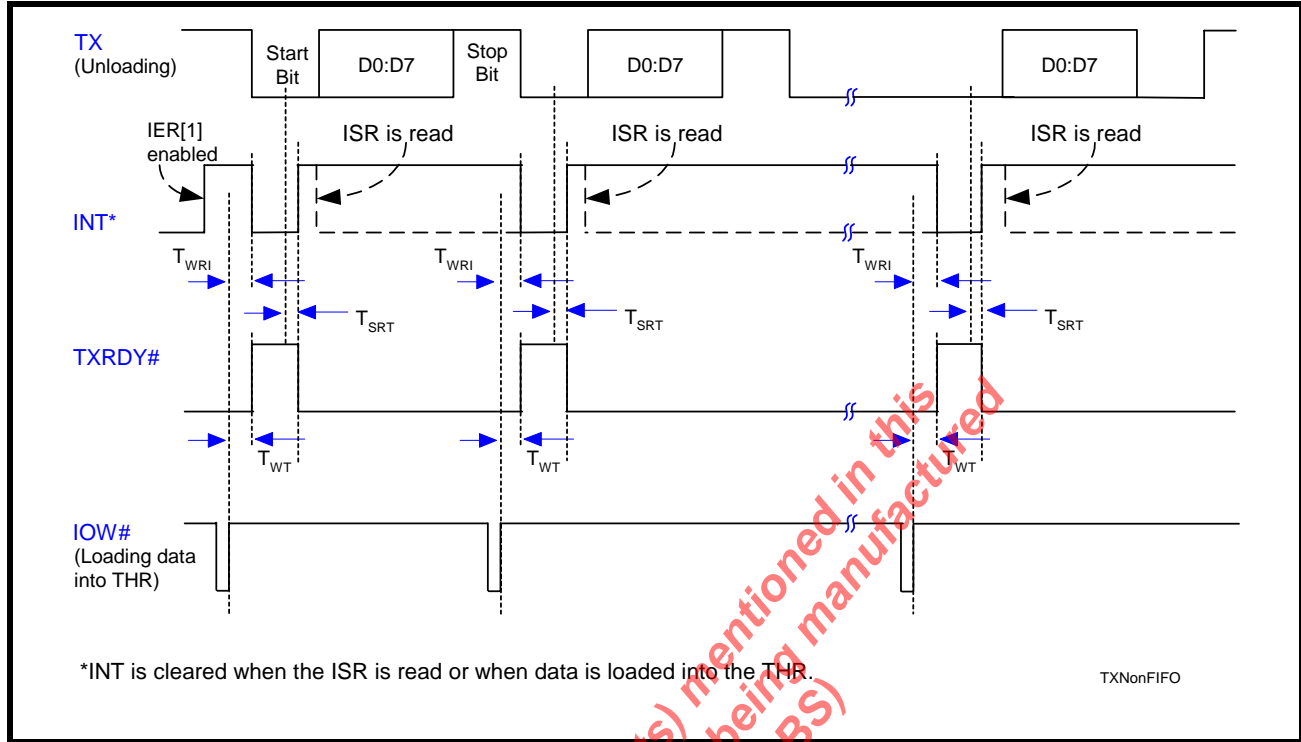 TX
(Unloading)
Start
Bit
D0:D7
Stop
Bit
D0:D7
D0:D7
IER[1]
enabled
ISR is read
ISR is read
ISR is read
INT*
TWRI
TWRI
TWRI
TSRT
TSRT
TSRT
TXRDY#
TWT
TWT
TWT
IOW#
(Loading data
into THR)
*INT is cleared when the ISR is read or when data is loaded into the THR.
TXNonFIFO
mentioned in this
being manufactured